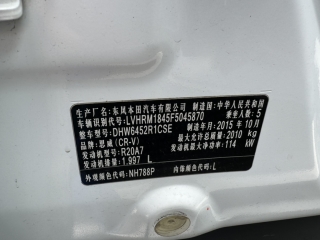 生产厂名: 东风本田汽车有限公司 中华人民共和国
车辆识别代号: LVHRM1845F5045870 乘坐人数: 5
整车型号: DHW6452R1CSE 制造年月: 2015 年 10 月
品牌: 思威 (CR-V) 最大允许总质量: 2010 kg
发动机型号: R20A7 发动机最大净功率: 114 kW
发动机排量: 1.997 L
外观颜色代码: NH788P 内饰颜色代码: L